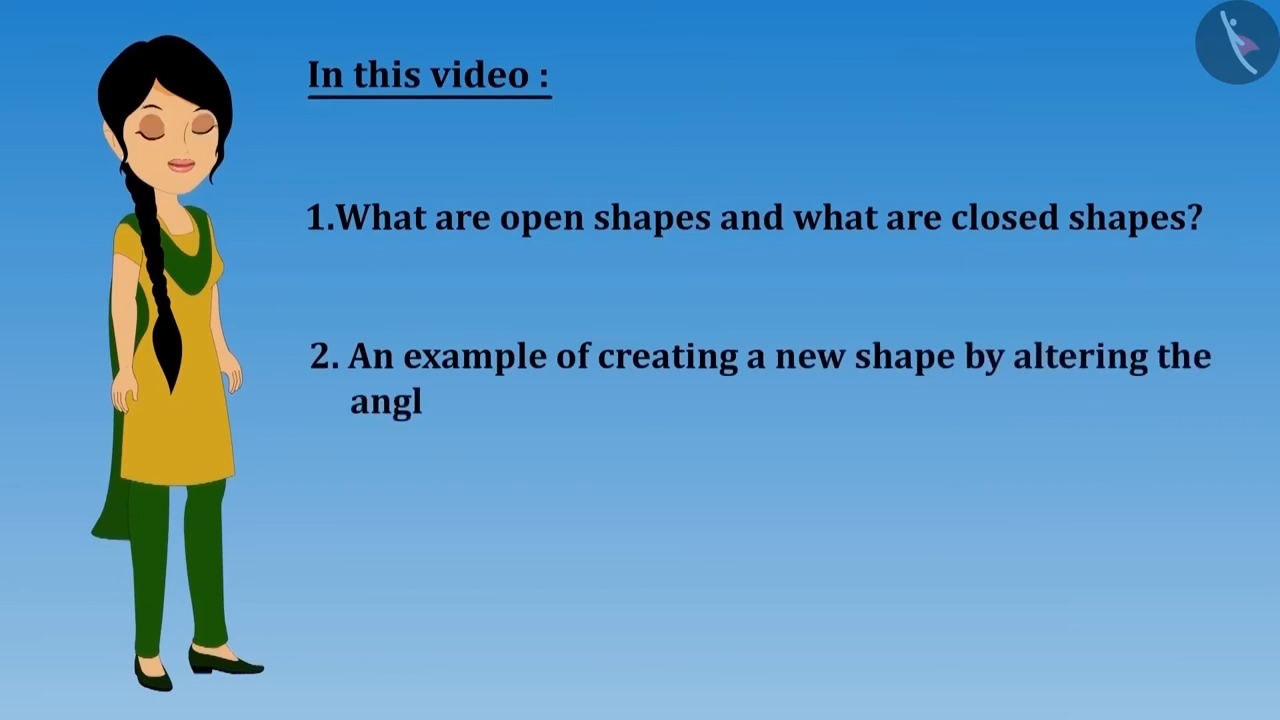 In this video :
1.What are open shapes and what are closed shapes?
2. An example of creating a new shape by altering the
angl